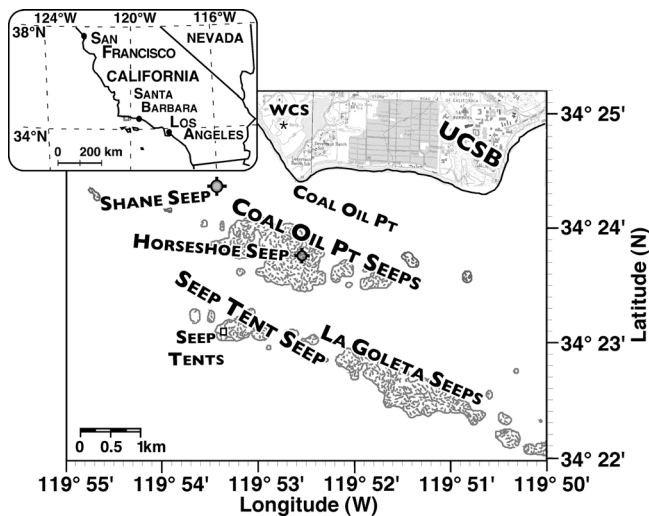 124°W 120°W 116°W
38°N
SAN
FRANCISCO
NEVADA
CALIFORNIA
SANTA
BARBARA
LOS
ANGELES
34°N
0 200 km
WCS
*
UCSB
34° 25'
COAL OIL PT
SHANE SEEP
34° 24'
COAL OIL PT SEEPS
HORSESHOE SEEP
SEEP TENT SEEP
SEEP
TENTS
LA GOLETA SEEPS
34° 23'
Latitude (N)
0 0.5 1km
34° 22'
119° 55' 119° 54' 119° 53' 119° 52' 119° 51' 119° 50'
Longitude (W)